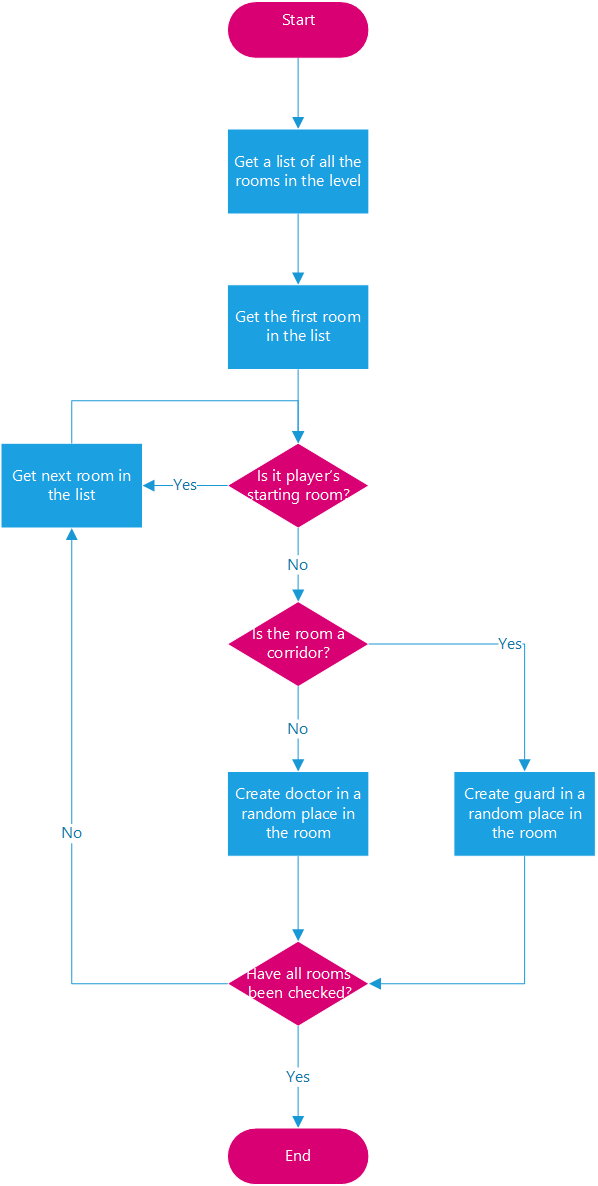 Start
Get a list of all the
rooms in the level
Get the first room
in the list
Is it player’s
starting room?
Yes
Get next room in
the list
No
Is the room a
corridor?
Yes
No
Create doctor in a
random place in
the room
Create guard in a
random place in
the room
No
Have all rooms
been checked?
Yes
End